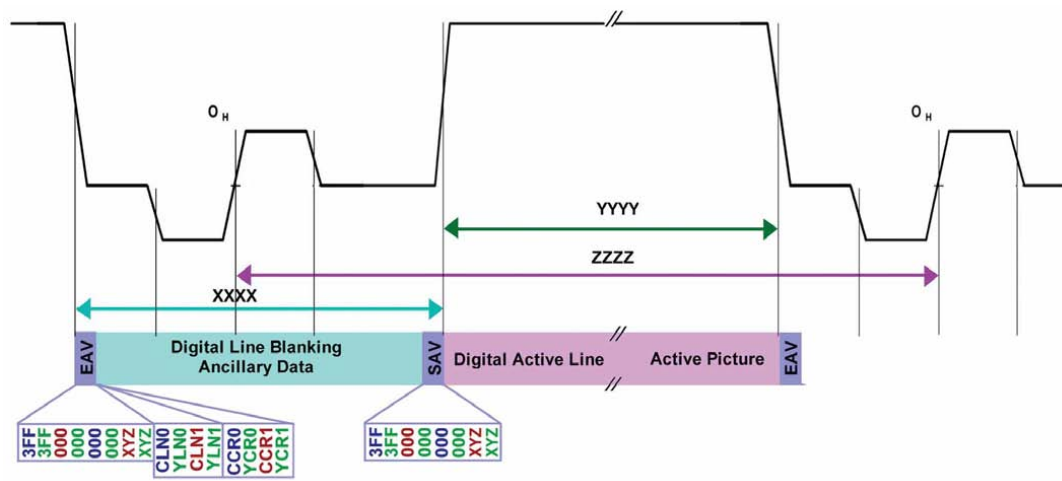 O H
O H
YYYY
ZZZZ
XXXX
EAV
Digital Line Blanking
Ancillary Data
SAV
Digital Active Line
Active Picture
EAV
3FF
3FF
000
000
000
000
XYZ
XYZ
CLN0
YLN0
CLN1
YLN1
CCR0
YCR0
CCR1
YCR1
3FF
3FF
000
000
000
000
XYZ
XYZ